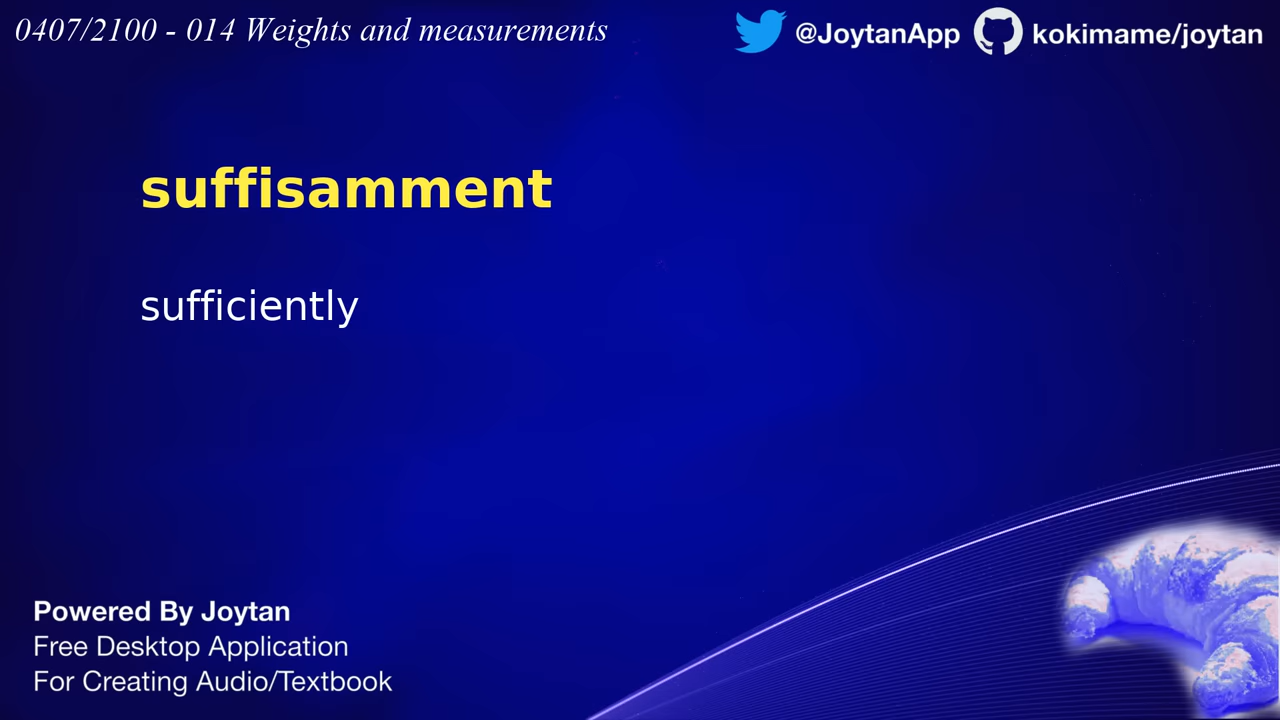 0407/2100 - 014 Weights and measurements
@JoytanApp kokimame/joytan
suffisamment
sufficiently
Powered By Joytan
Free Desktop Application
For Creating Audio/Textbook